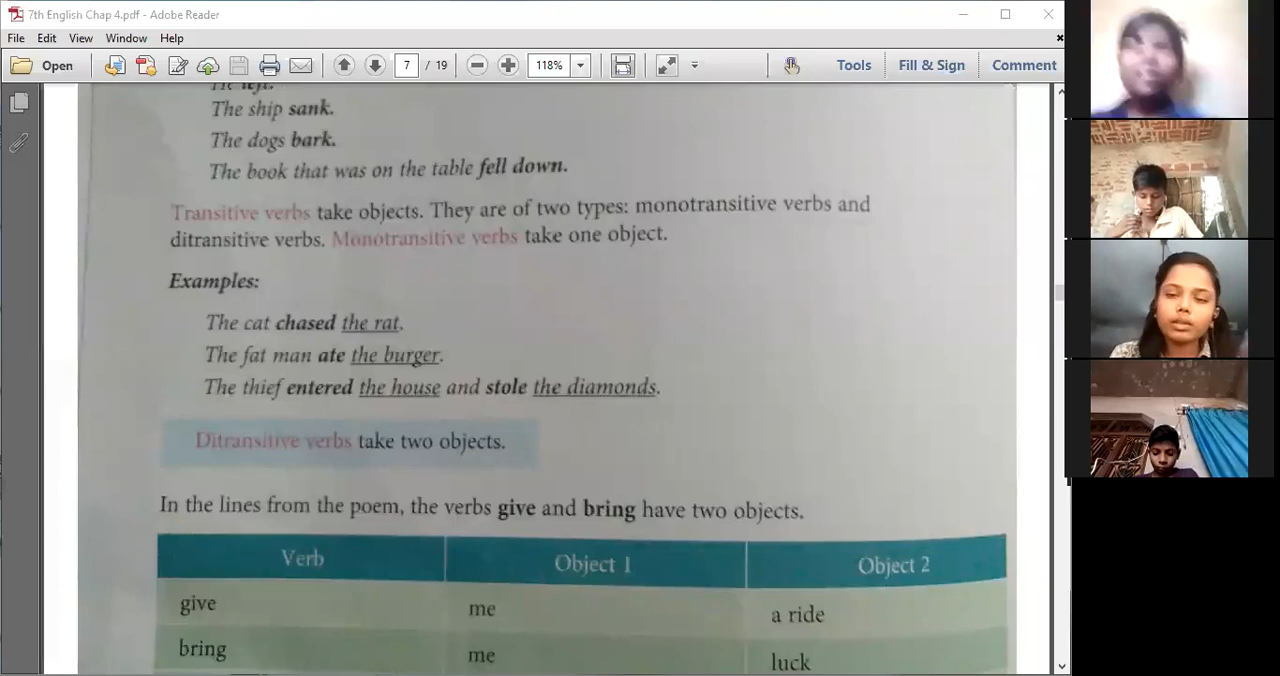 7th English Chap 4.pdf - Adobe Reader
File Edit View Window Help
Open 7 / 19 118% Tools Fill & Sign Comment
The ship sank.
The dogs bark.
The book that was on the table fell down.
Transitive verbs take objects. They are of two types: monotransitive verbs and
ditransitive verbs. Monotransitive verbs take one object.
Examples:
The cat chased the rat.
The fat man ate the burger.
The thief entered the house and stole the diamonds.
Ditransitive verbs take two objects.
In the lines from the poem, the verbs give and bring have two objects.
Verb Object 1 Object 2
give me a ride
bring me luck